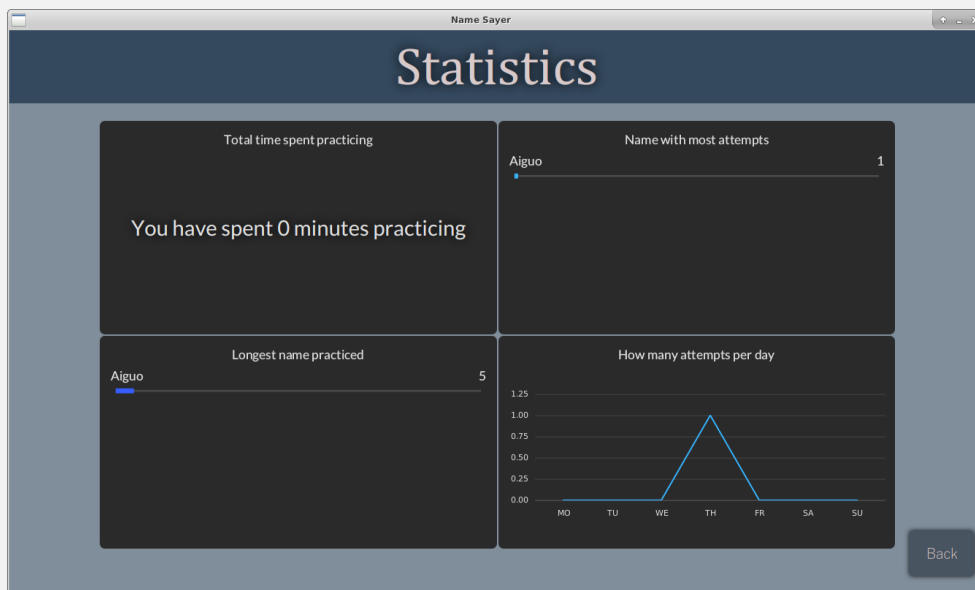 Name Sayer
Statistics
Total time spent practicing
You have spent 0 minutes practicing
Name with most attempts
Aiguo 1
Longest name practiced
Aiguo 5
How many attempts per day
1.25
1.00
0.75
0.50
0.25
0.00
MO TU WE TH FR SA SU
Back